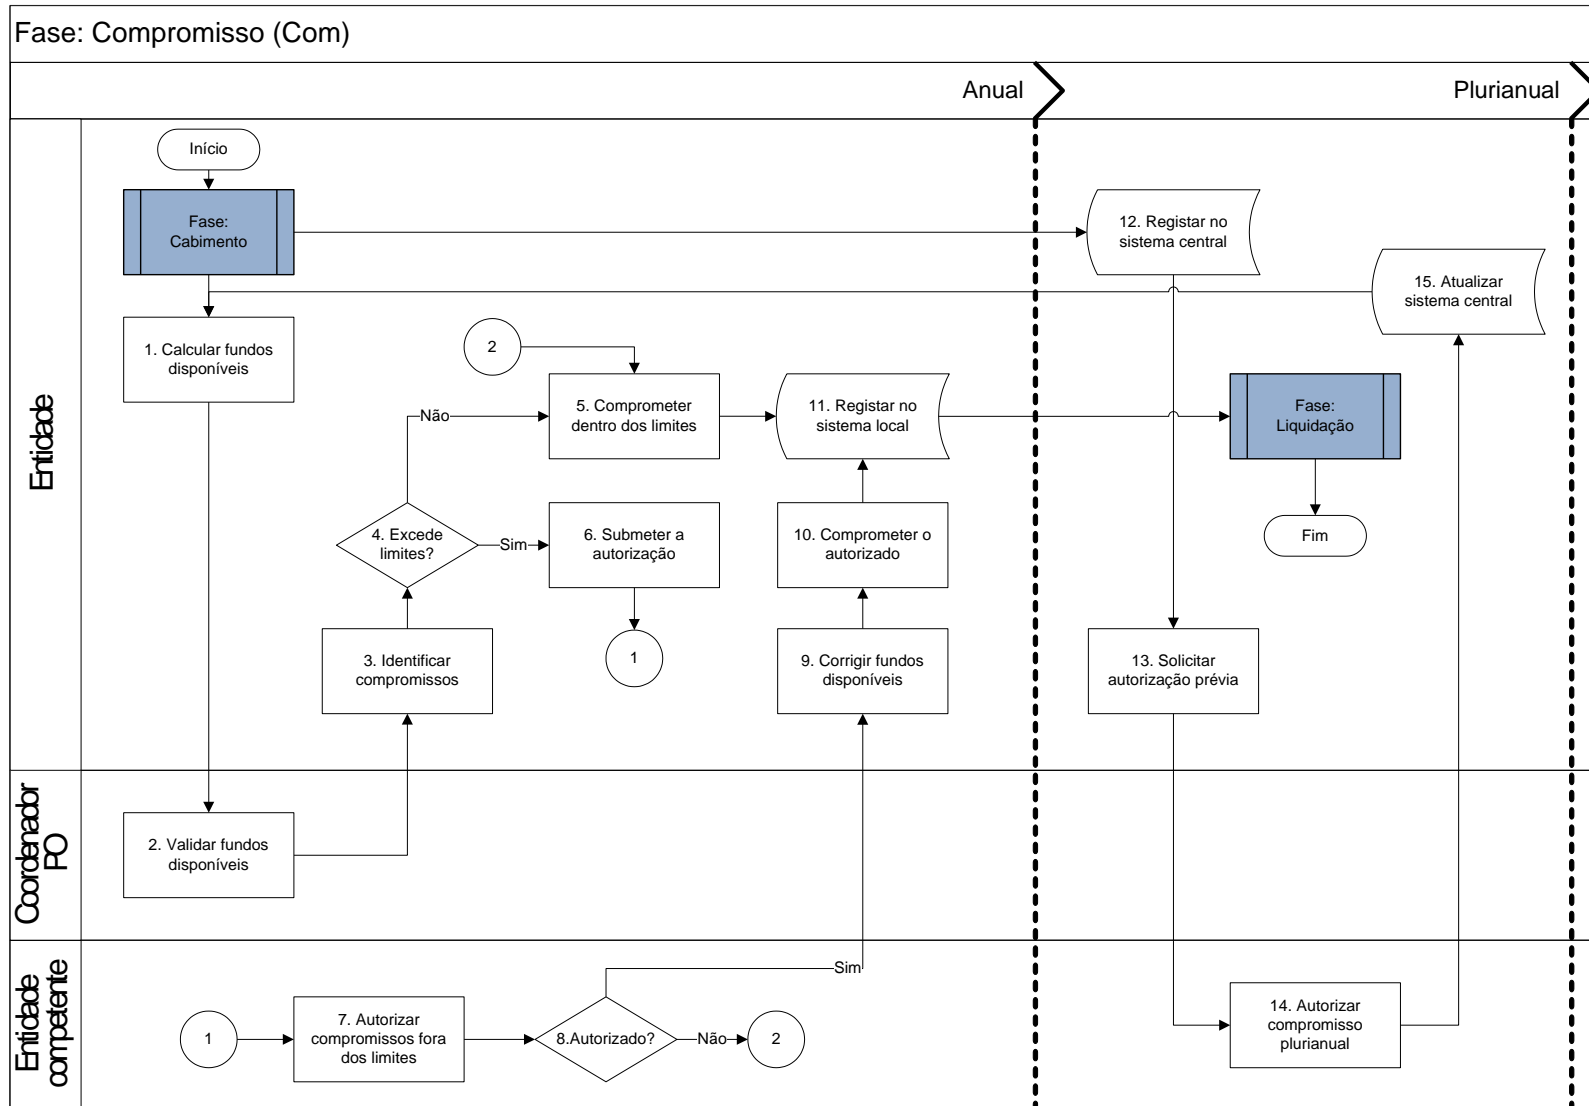 Fase: Compromisso (Com)
Anual
Plurianual
Entidade
Início
Fase:
Cabimento
12. Registar no
sistema central
15. Atualizar
sistema central
1. Calcular fundos
disponíveis
2
5. Comprometer
dentro dos limites
11. Registar no
sistema local
Fase:
Liquidação
Não
4. Excede
limites?
Sim
6. Submeter a
autorização
10. Comprometer o
autorizado
Fim
3. Identificar
compromissos
1
9. Corrigir fundos
disponíveis
13. Solicitar
autorização prévia
Coordenador
PO
2. Validar fundos
disponíveis
Entidade
competente
Sim
1
7. Autorizar
compromissos fora
dos limites
8.Autorizado?
Não
2
14. Autorizar
compromisso
plurianual